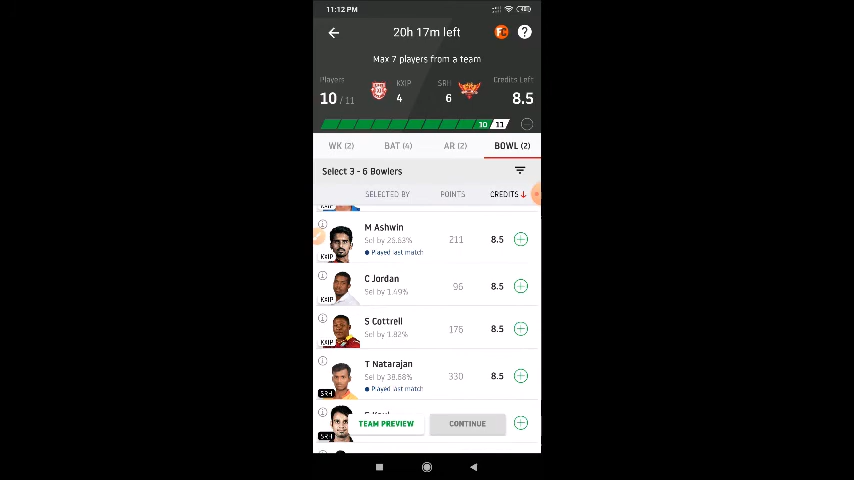 11:12 PM
20h 17m left
FC
?
Max 7 players from a team
Players
KXIP
SRH
Credits Left
10 / 11
4
6
8.5
10 11
WK (2) BAT (4) AR (2) BOWL (2)
Select 3 - 6 Bowlers
SELECTED BY POINTS CREDITS
KXIP
M Ashwin
Sel by 26.63%
211 8.5
Played last match
KXIP
C Jordan
Sel by 1.49%
96 8.5
KXIP
S Cottrell
Sel by 1.82%
176 8.5
KXIP
T Natarajan
Sel by 38.68%
330 8.5
Played last match
SRH
TEAM PREVIEW CONTINUE
SRH